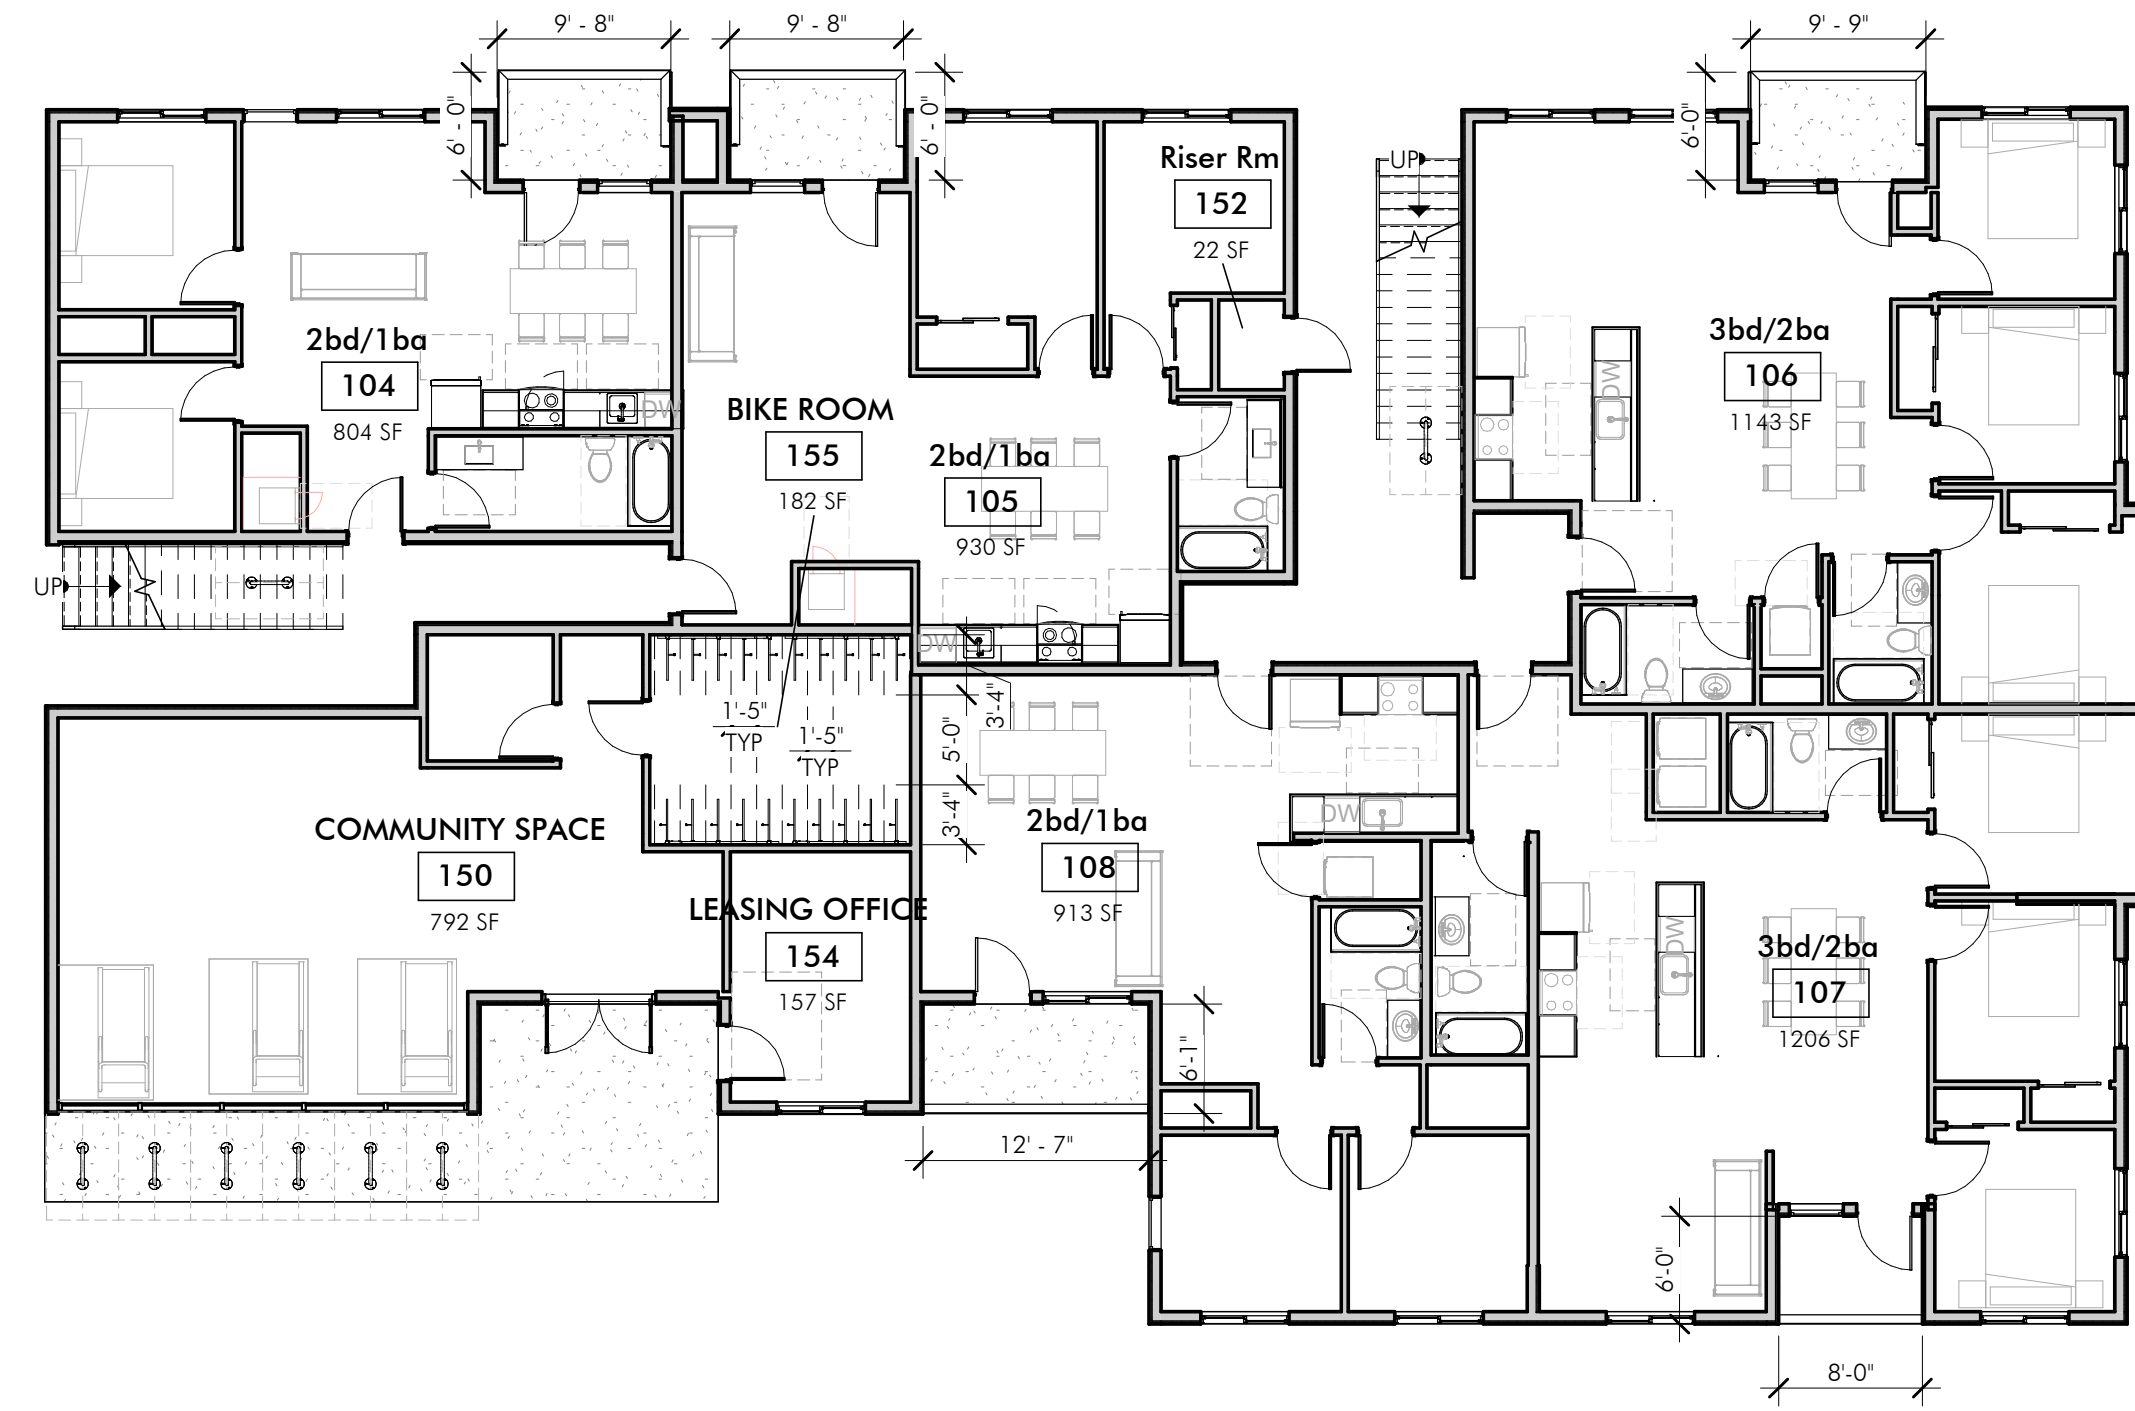 9' - 8"
9' - 8"
9' - 9"
6' - 0"
6' - 0"
6'-0"
Riser Rm
152
22 SF
UP
2bd/1ba
104
804 SF
DW
BIKE ROOM
155
182 SF
2bd/1ba
105
930 SF
DW
3bd/2ba
106
1143 SF
DW
UP
DW
1'-5"
TYP
1'-5"
TYP
3'-4"
5'-0"
3'-4"
COMMUNITY SPACE
150
792 SF
LEASING OFFICE
154
157 SF
2bd/1ba
108
913 SF
DW
3bd/2ba
107
1206 SF
6'-1"
12' - 7"
6'-0"
8'-0"